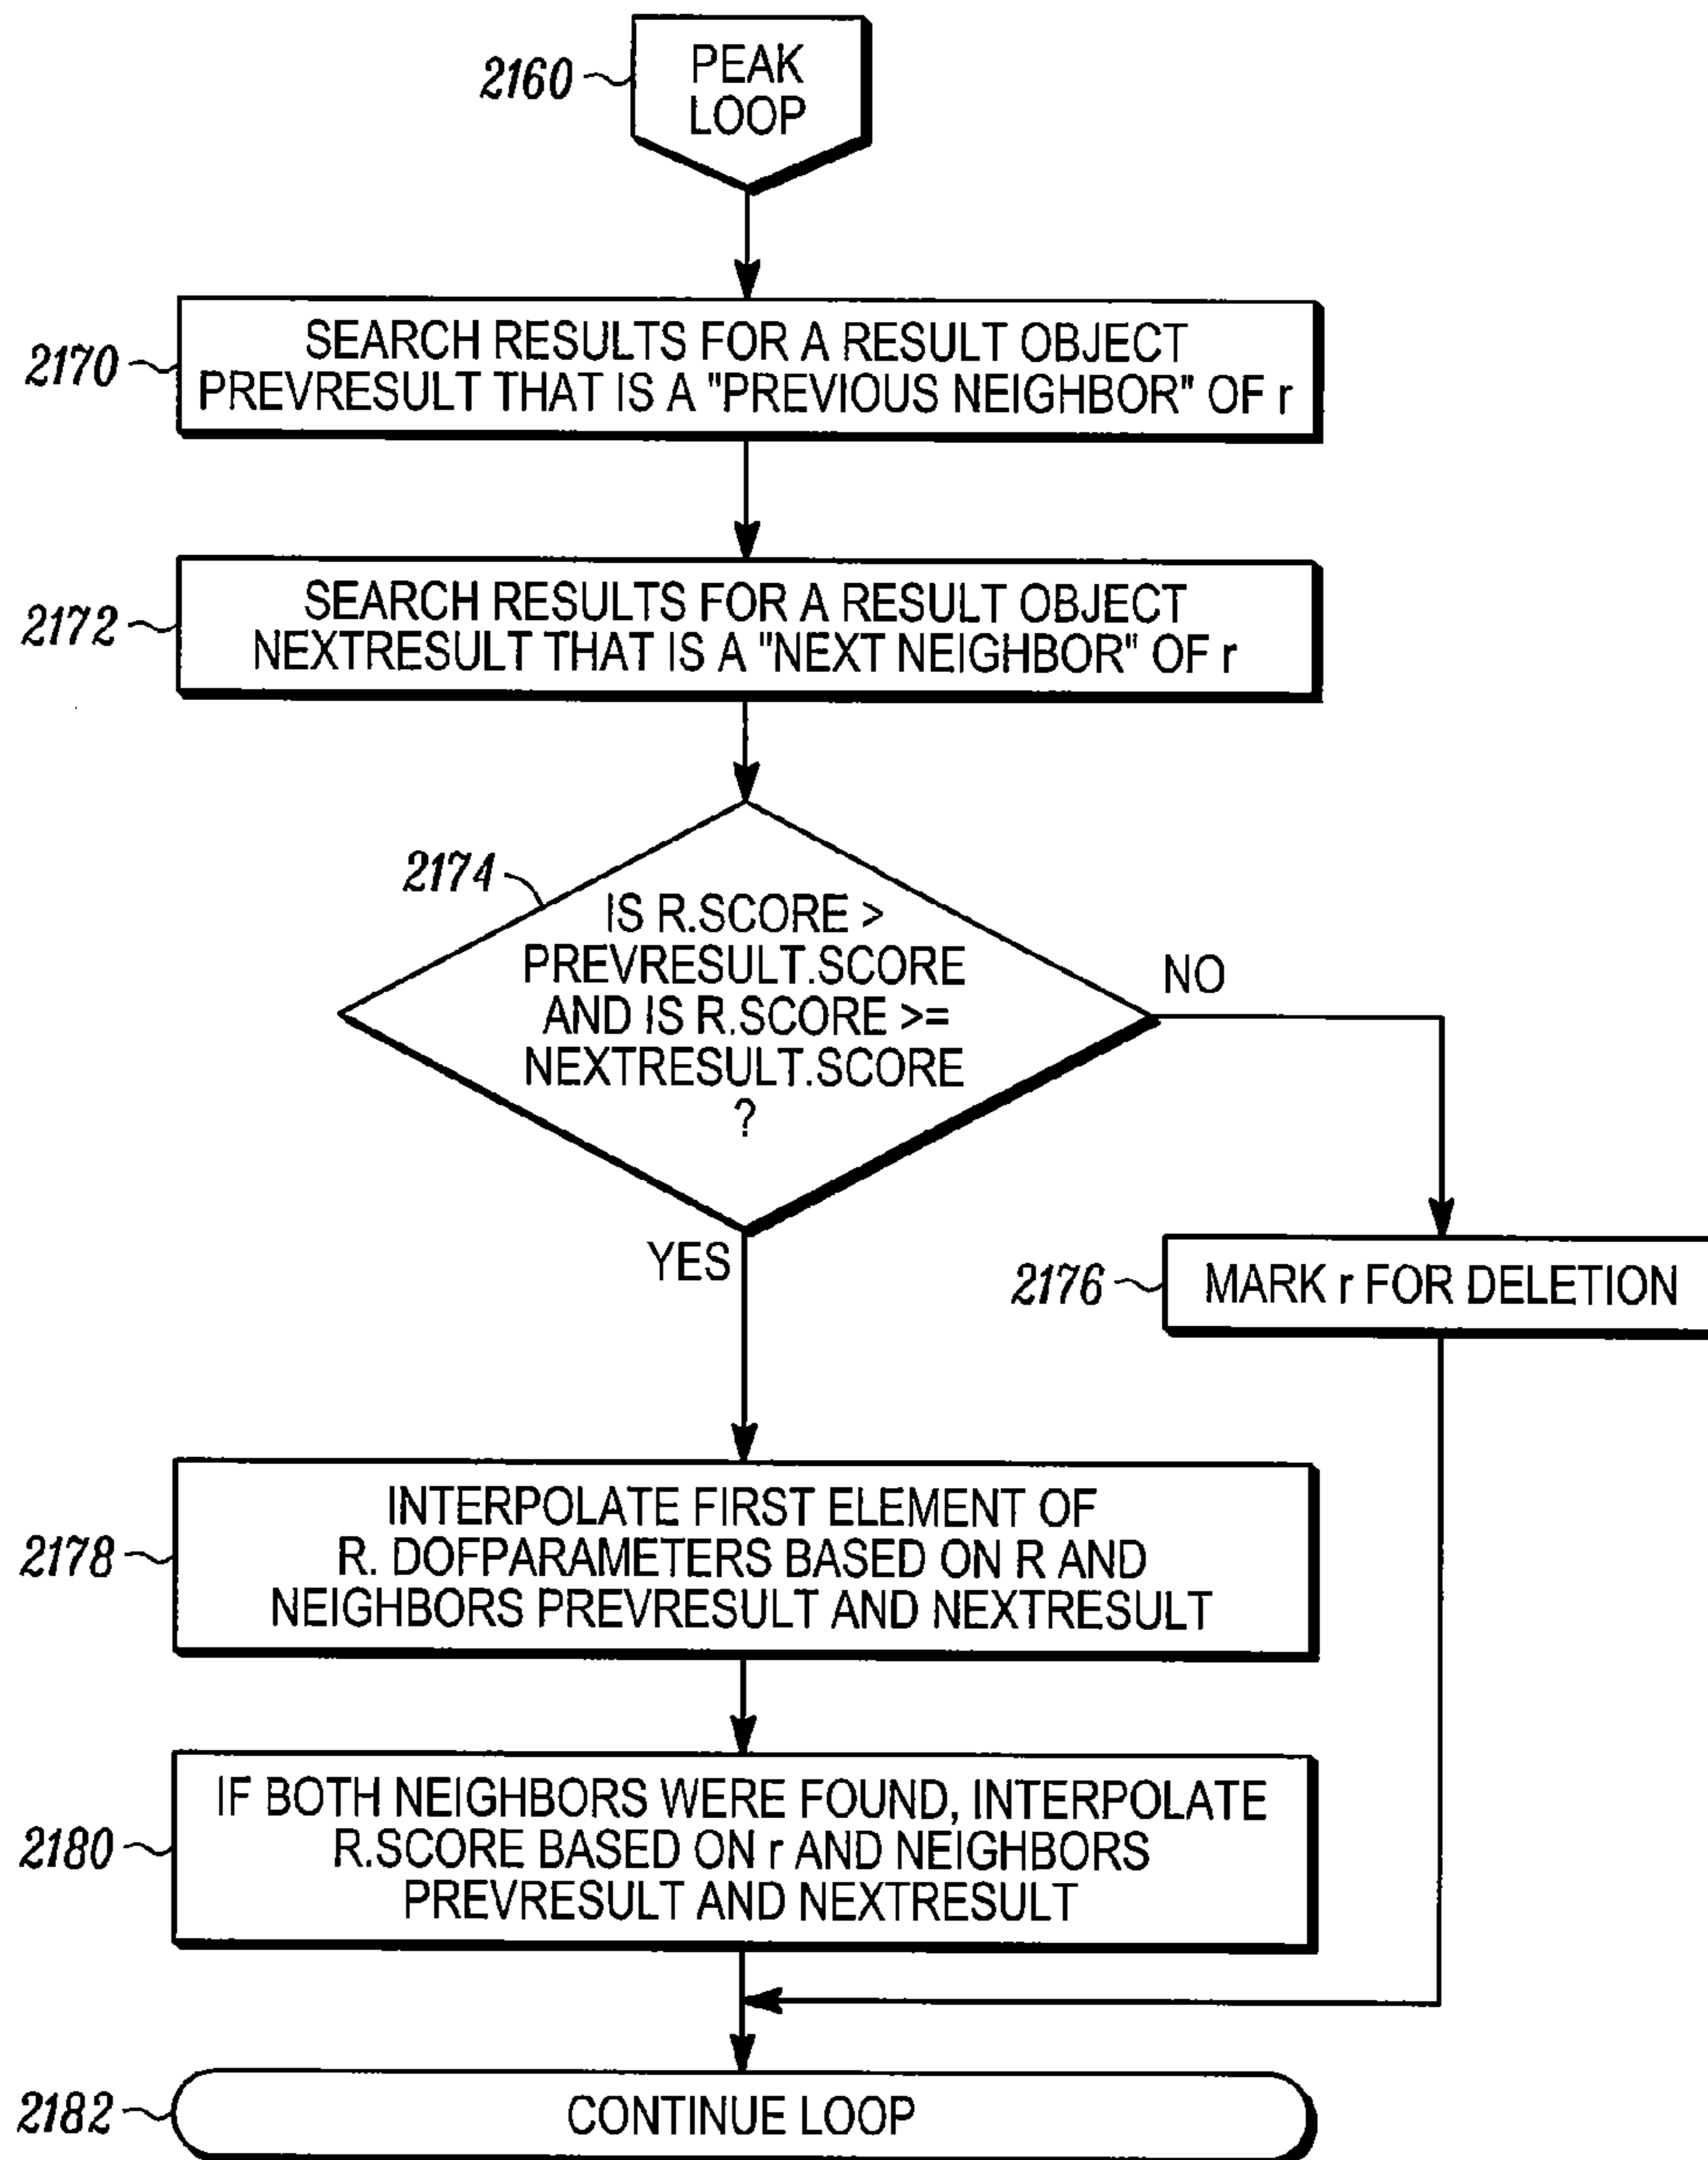 2160
PEAK
LOOP
2170
SEARCH RESULTS FOR A RESULT OBJECT
PREVRESULT THAT IS A "PREVIOUS NEIGHBOR" OF r
2172
SEARCH RESULTS FOR A RESULT OBJECT
NEXTRESULT THAT IS A "NEXT NEIGHBOR" OF r
2174
IS R.SCORE >
PREVRESULT.SCORE
AND IS R.SCORE >=
NEXTRESULT.SCORE
?
NO
YES
2176
MARK r FOR DELETION
2178
INTERPOLATE FIRST ELEMENT OF
R. DOFPARAMETERS BASED ON R AND
NEIGHBORS PREVRESULT AND NEXTRESULT
2180
IF BOTH NEIGHBORS WERE FOUND, INTERPOLATE
R.SCORE BASED ON r AND NEIGHBORS
PREVRESULT AND NEXTRESULT
2182
CONTINUE LOOP